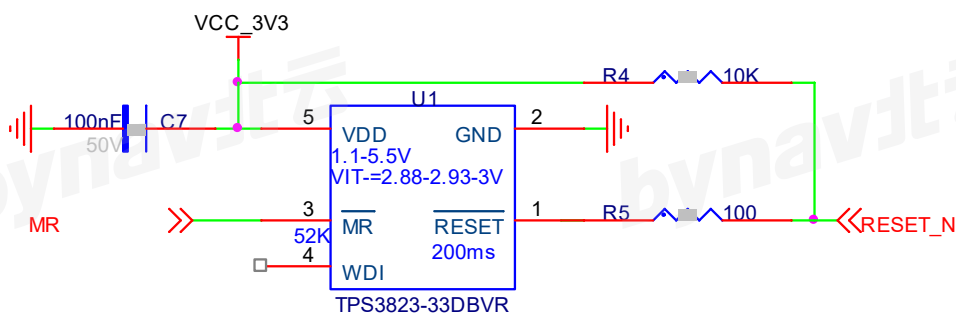 VCC_3V3
R4 10K
U1
100nF C7
50V
5 VDD GND 2
1.1-5.5V
VIT-=2.88-2.93-3V
MR 3 MR RESET 1 R5 100 RESET_N
52K 200ms
4 WDI
TPS3823-33DBVR
bynav北云
bynav北云